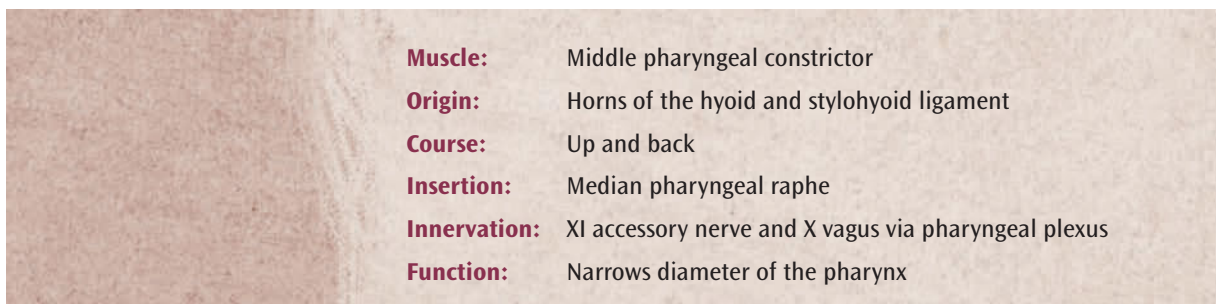 Muscle: Middle pharyngeal constrictor
Origin: Horns of the hyoid and stylohyoid ligament
Course: Up and back
Insertion: Median pharyngeal raphe
Innervation: XI accessory nerve and X vagus via pharyngeal plexus
Function: Narrows diameter of the pharynx